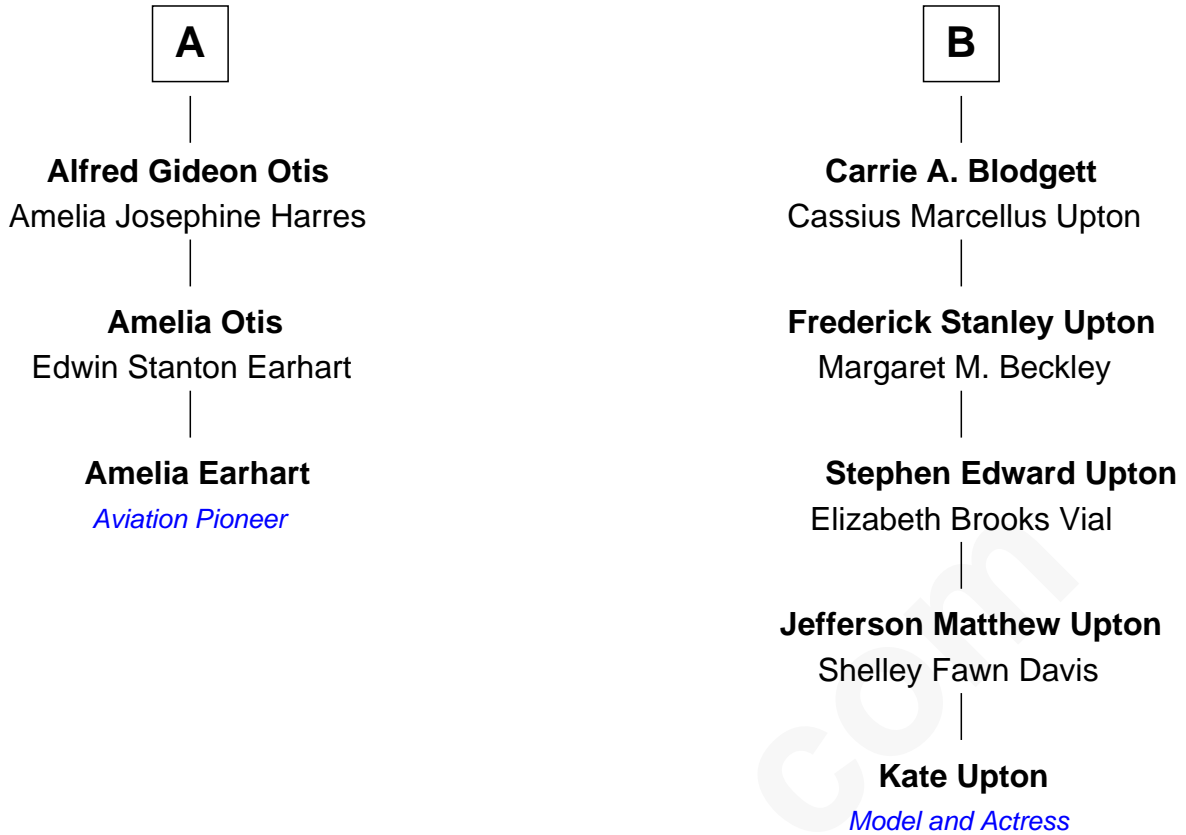 A
Alfred Gideon Otis
Amelia Josephine Harres
Amelia Otis
Edwin Stanton Earhart
Amelia Earhart
Aviation Pioneer
B
Carrie A. Blodgett
Cassius Marcellus Upton
Frederick Stanley Upton
Margaret M. Beckley
Stephen Edward Upton
Elizabeth Brooks Vial
Jefferson Matthew Upton
Shelley Fawn Davis
Kate Upton
Model and Actress
com